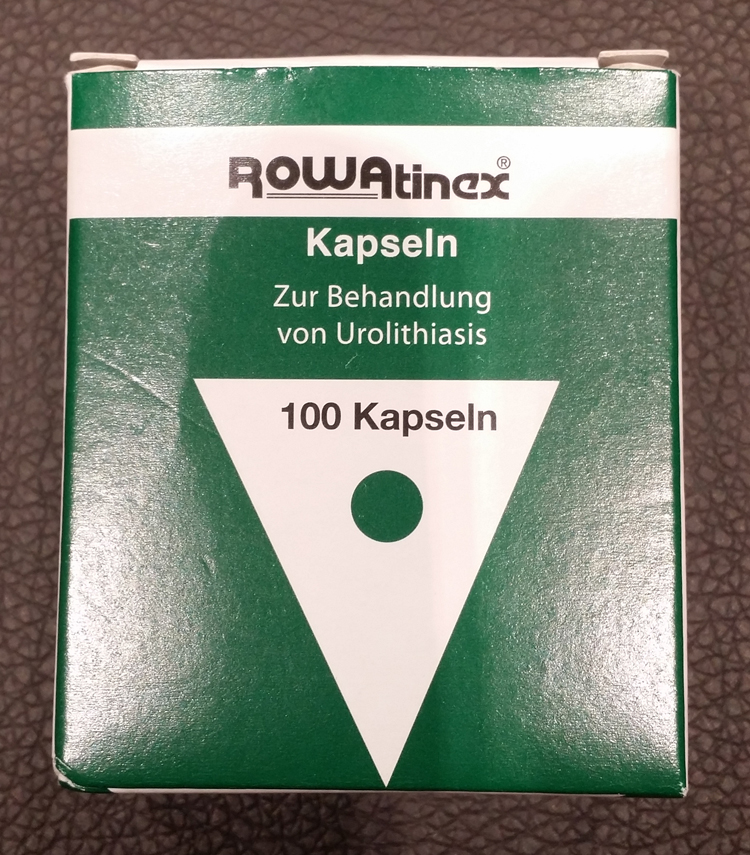 ROWAtinex®
Kapseln
Zur Behandlung
von Urolithiasis
100 Kapseln